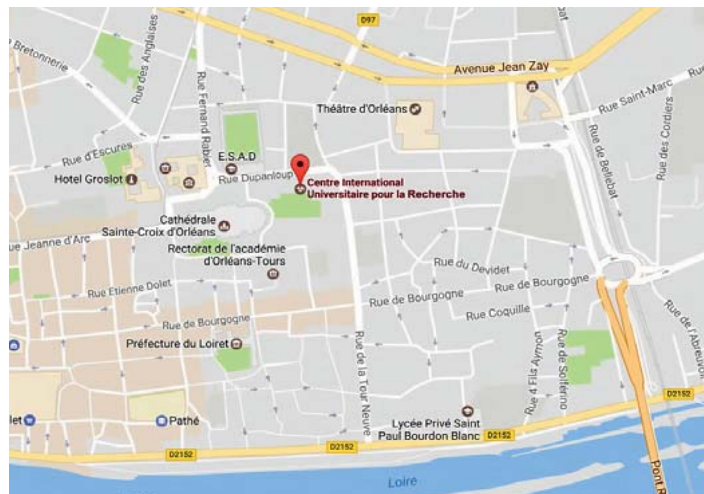 D97
Bretonnerie
Rue des Anglaises
Rue Fernand Rabier
Avenue Jean Zay
Théâtre d'Orléans
Rue Saint-Marc
Rue des Cordiers
Rue de Bellebat
Rue d'Escures
E.S.A.D
Rue Dupanloup
Hotel Groslot
Centre International
Universitaire pour la Recherche
Cathédrale
Sainte-Croix d'Orléans
Rue Jeanne d'Arc
Rectorat de l'académie
d'Orléans-Tours
Rue du Devidet
Rue Etienne Dolet
Rue de Bourgogne
Rue de Bourgogne
Rue Coquille
Préfecture du Loiret
Rue de la Tour Neuve
Rue 4 Fils Aymon
Rue de Solferino
Rue de l'Abreuvoir
D2152
Pathé
Lycée Privé Saint
Paul Bourdon Blanc
D2152
D2152
D2152
Loire
Pont R